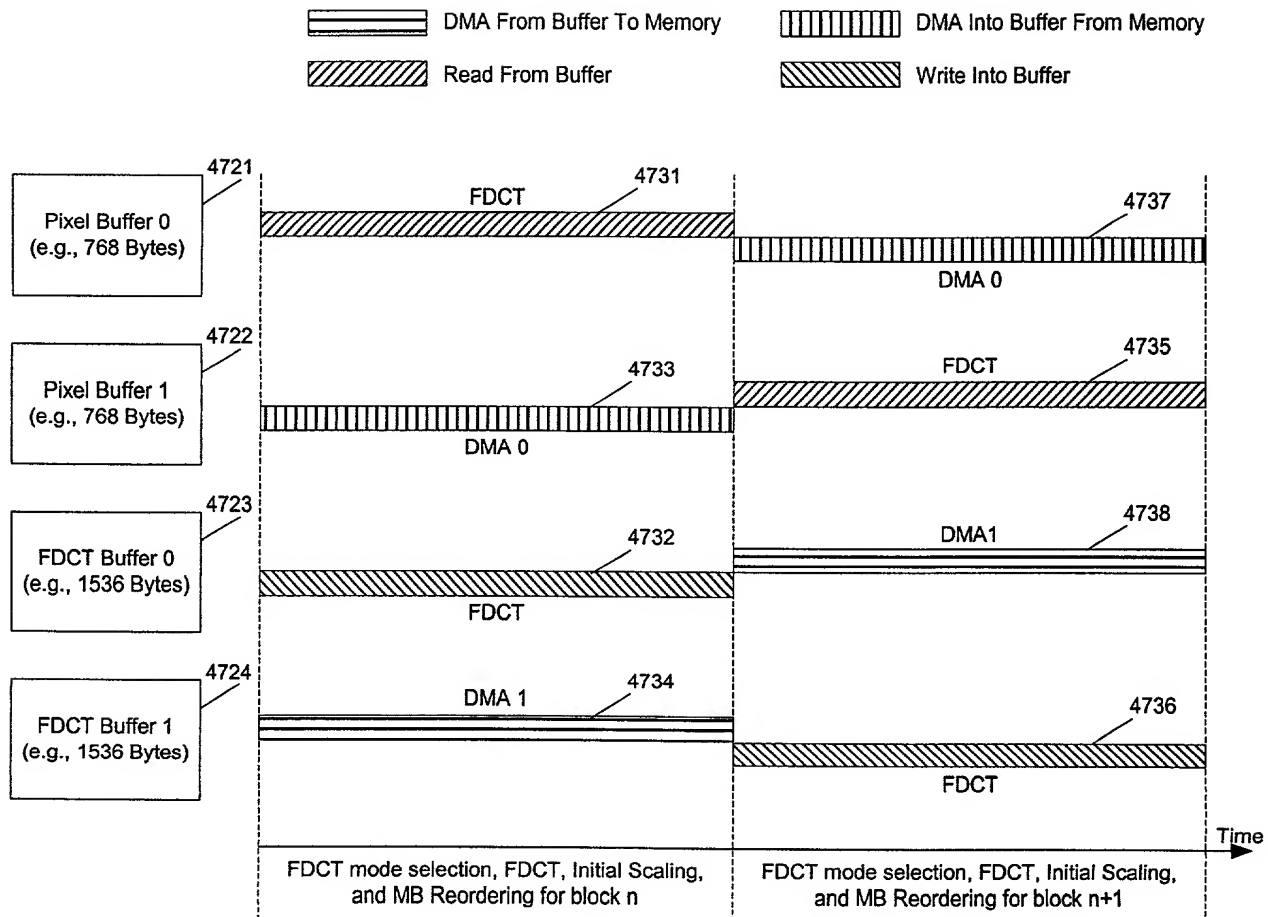 DMA From Buffer To Memory
DMA Into Buffer From Memory
Read From Buffer
Write Into Buffer
4721
Pixel Buffer 0
(e.g., 768 Bytes)
FDCT
4731
4737
DMA 0
4722
Pixel Buffer 1
(e.g., 768 Bytes)
4733
DMA 0
FDCT
4735
4723
FDCT Buffer 0
(e.g., 1536 Bytes)
4732
FDCT
DMA1
4738
4724
FDCT Buffer 1
(e.g., 1536 Bytes)
DMA 1
4734
4736
FDCT
Time
FDCT mode selection, FDCT, Initial Scaling,
and MB Reordering for block n
FDCT mode selection, FDCT, Initial Scaling,
and MB Reordering for block n+1